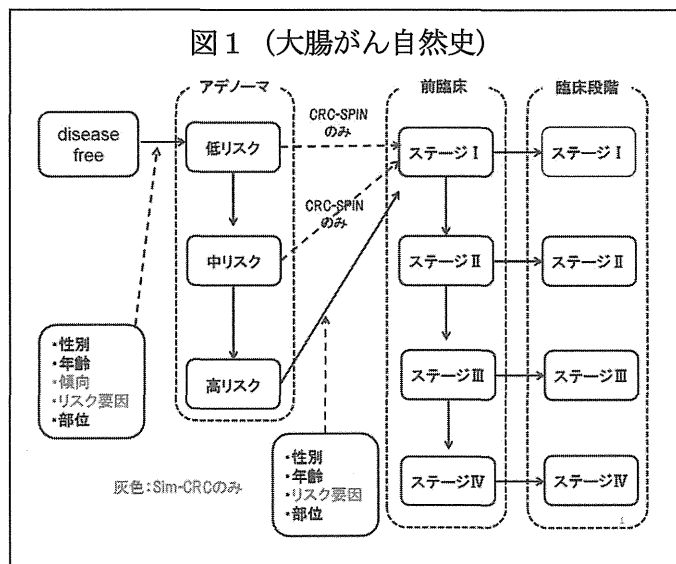 図1（大腸がん自然史）
アデノーマ
前臨床
臨床段階
disease
free
低リスク
CRC-SPIN
のみ
ステージⅠ
ステージⅠ
CRC-SPIN
のみ
中リスク
ステージⅡ
ステージⅡ
・性別
・年齢
・傾向
・リスク要因
・部位
高リスク
ステージⅢ
ステージⅢ
・性別
・年齢
・リスク要因
・部位
灰色：Sim-CRCのみ
ステージⅣ
ステージⅣ